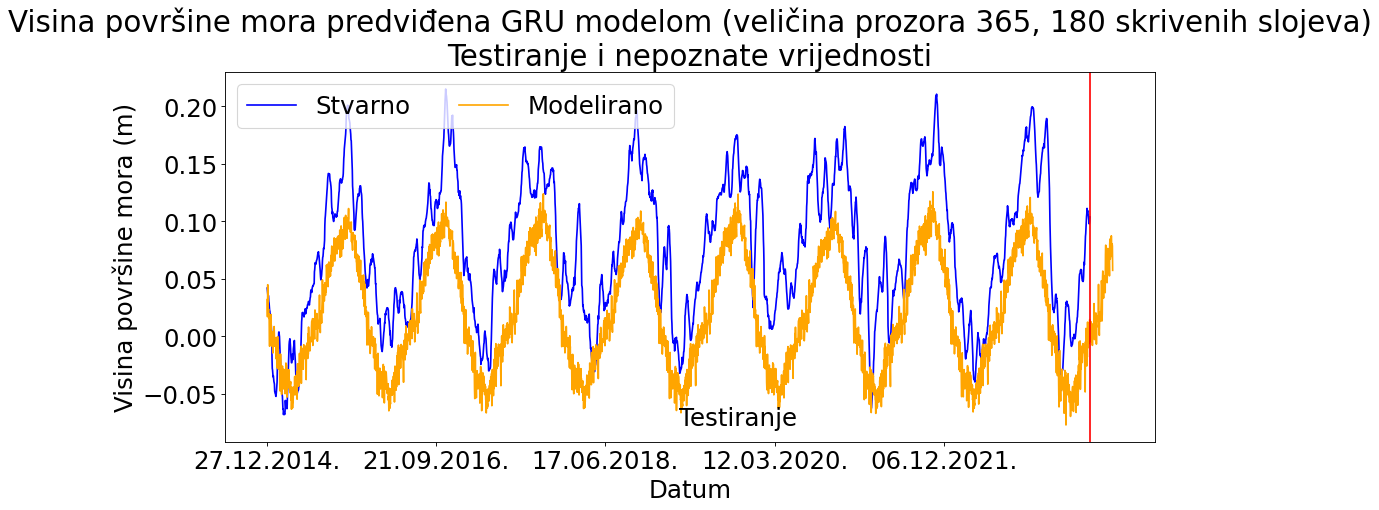 Visina površine mora predviđena GRU modelom (veličina prozora 365, 180 skrivenih slojeva)
Testiranje i nepoznate vrijednosti
Stvarno
Modelirano
Visina površine mora (m)
0.20
0.15
0.10
0.05
0.00
−0.05
Testiranje
27.12.2014. 21.09.2016. 17.06.2018. 12.03.2020. 06.12.2021.
Datum